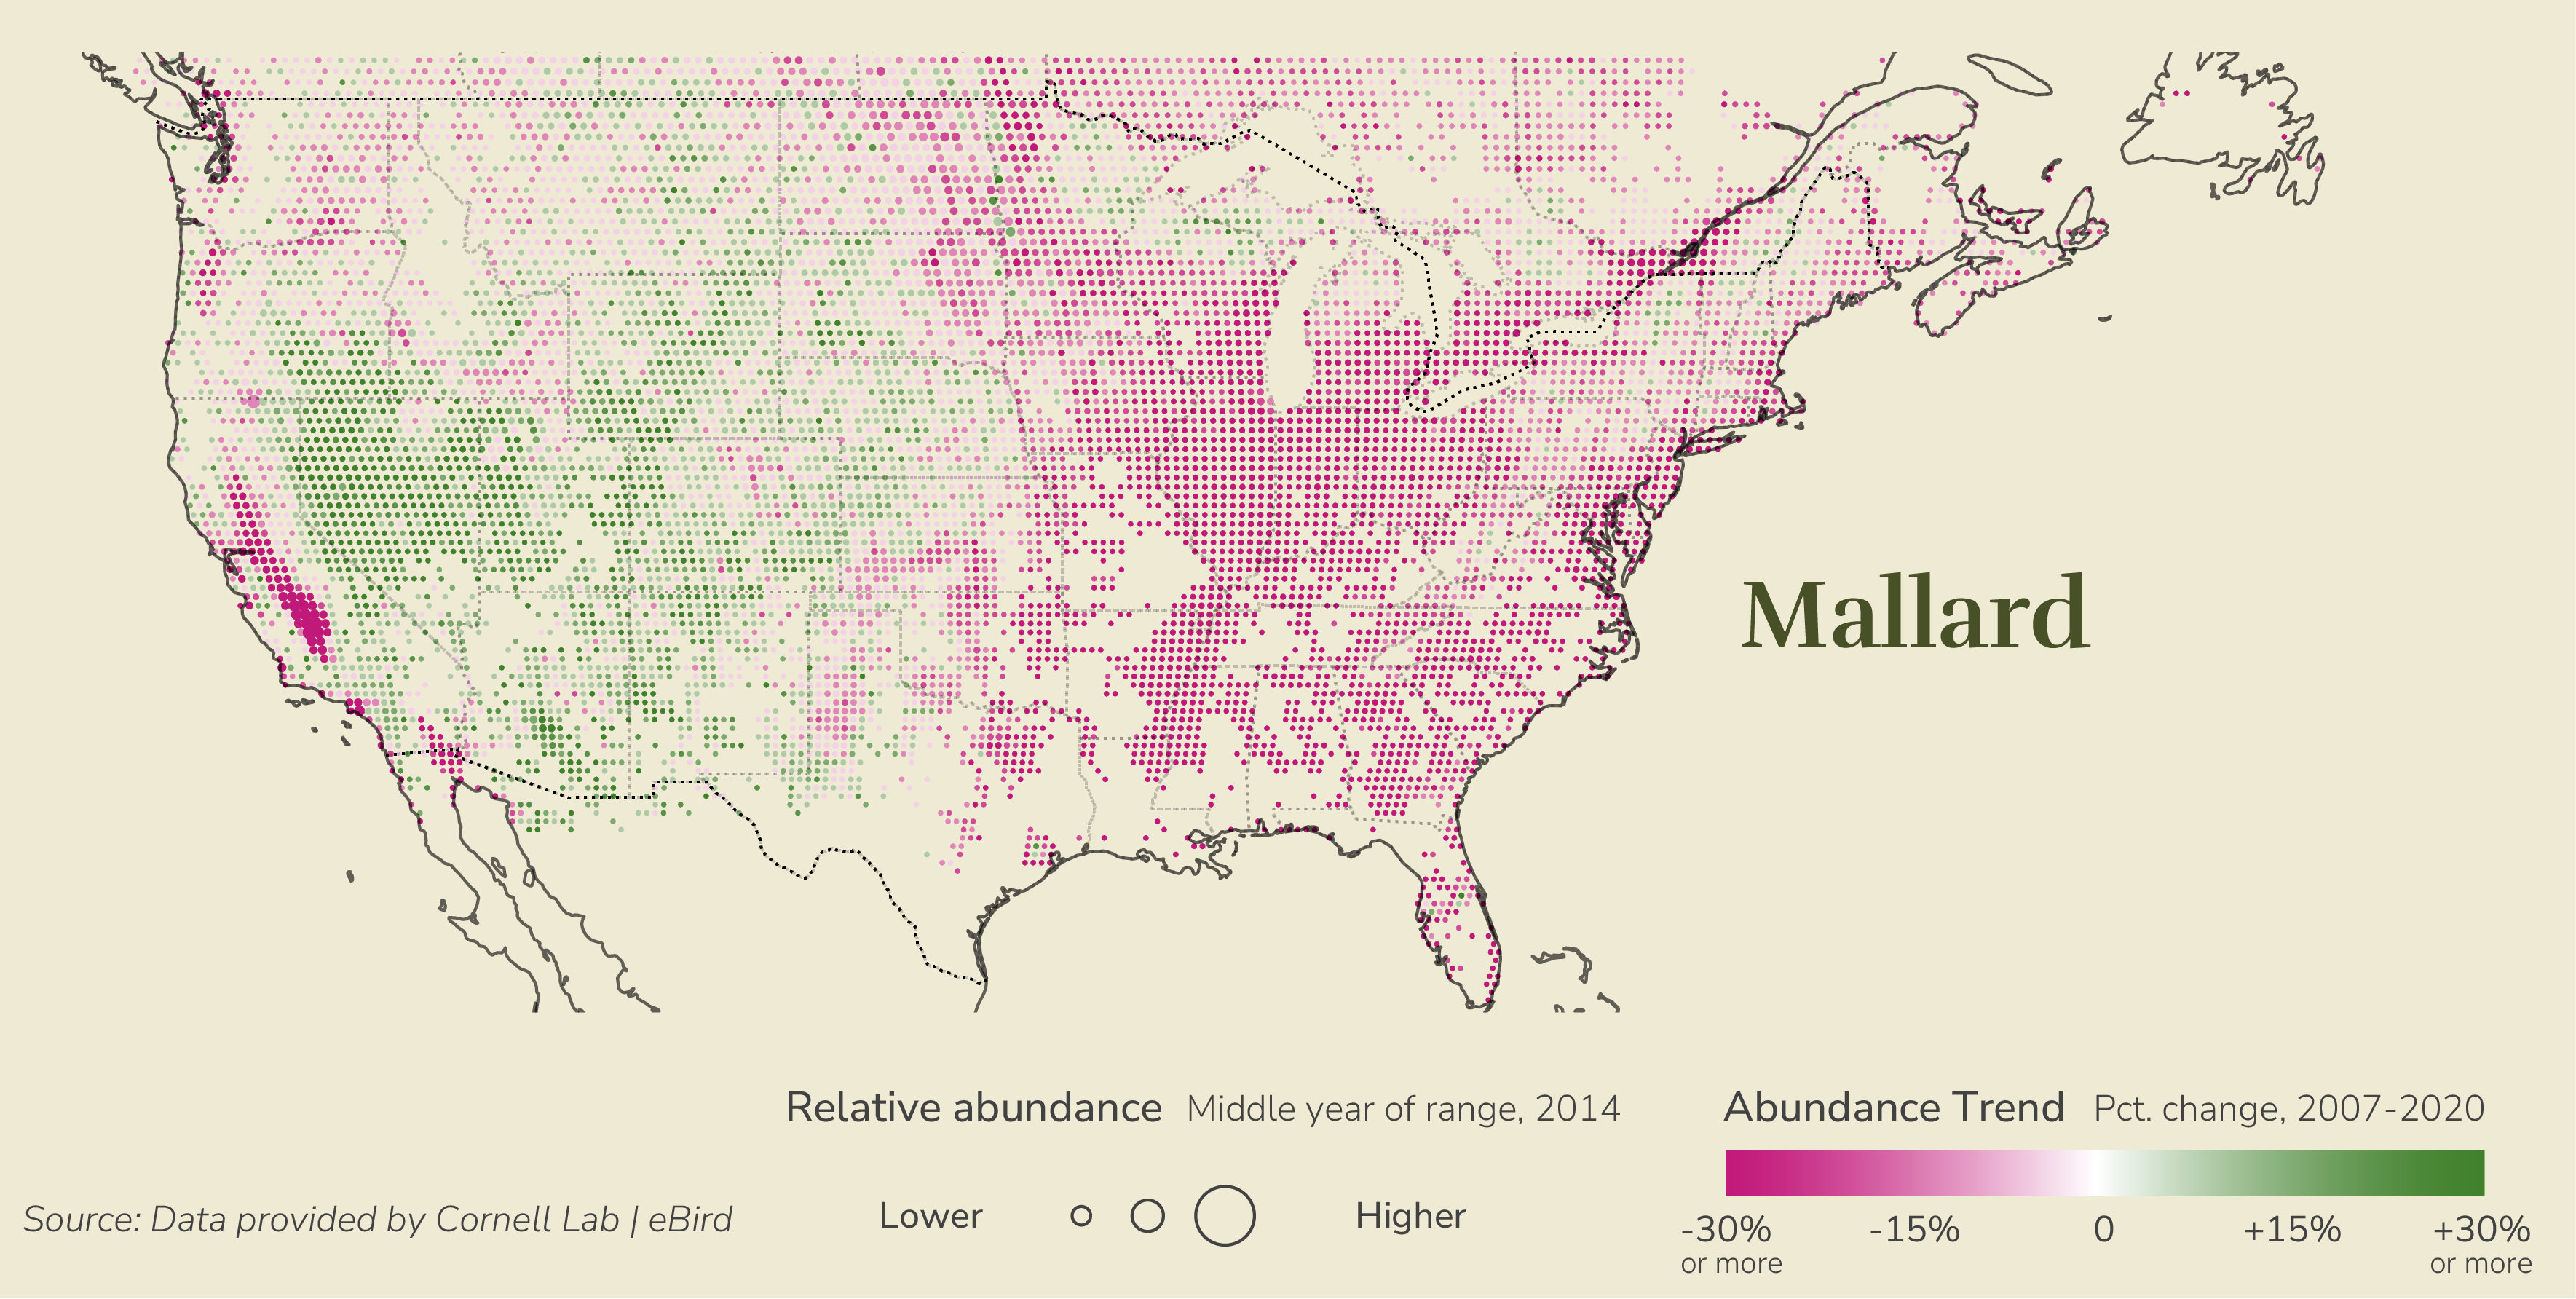 Mallard
Relative abundance Middle year of range, 2014
Abundance Trend Pct. change, 2007-2020
Source: Data provided by Cornell Lab | eBird
Lower Higher
-30% -15% 0 +15% +30%
or more or more